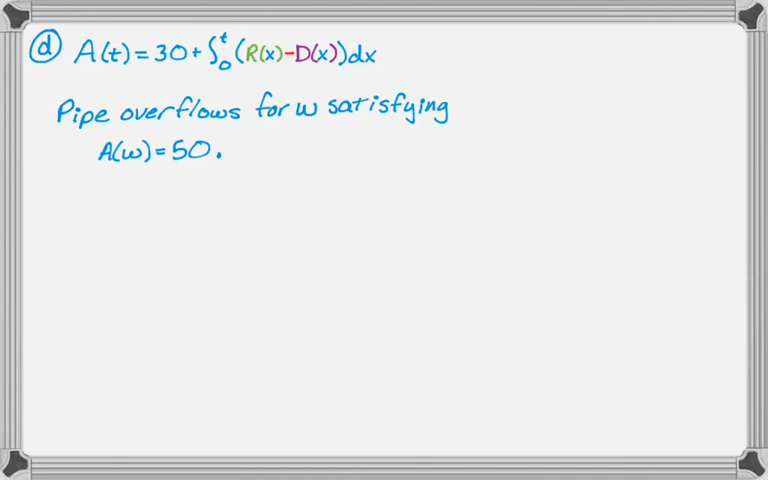 (d) A(t) = 30 + ∫₀ᵗ (R(x) - D(x)) dx
Pipe overflows for w satisfying
A(w) = 50.